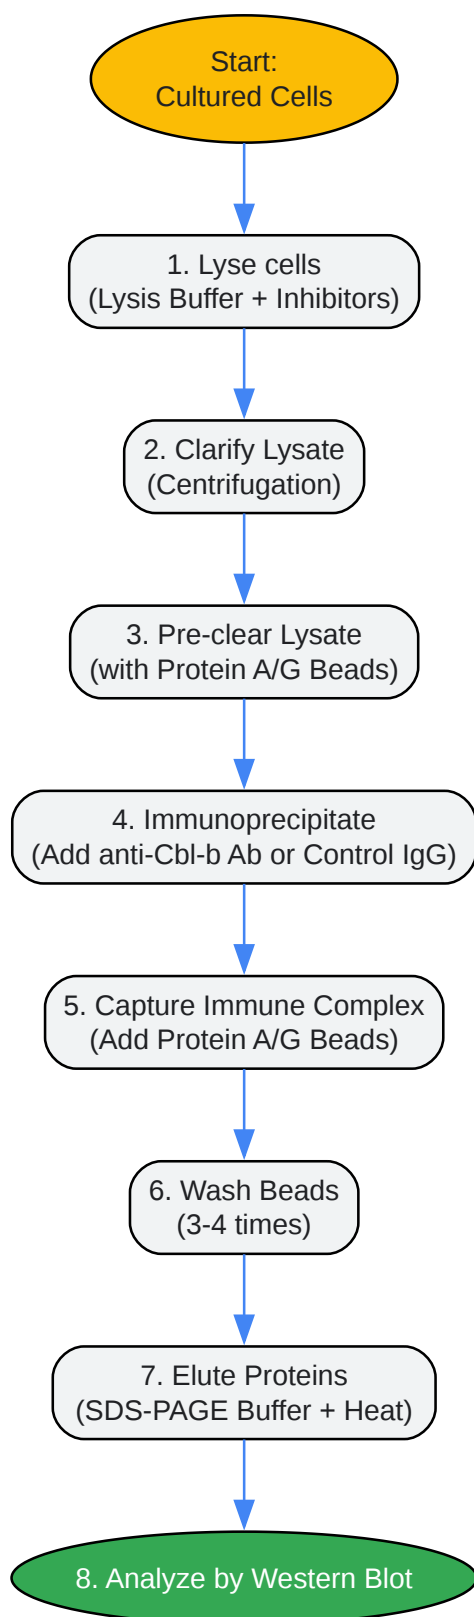 Start:
Cultured Cells
1. Lyse cells
(Lysis Buffer + Inhibitors)
2. Clarify Lysate
(Centrifugation)
3. Pre-clear Lysate
(with Protein A/G Beads)
4. Immunoprecipitate
(Add anti-Cbl-b Ab or Control IgG)
5. Capture Immune Complex
(Add Protein A/G Beads)
6. Wash Beads
(3-4 times)
7. Elute Proteins
(SDS-PAGE Buffer + Heat)
8. Analyze by Western Blot